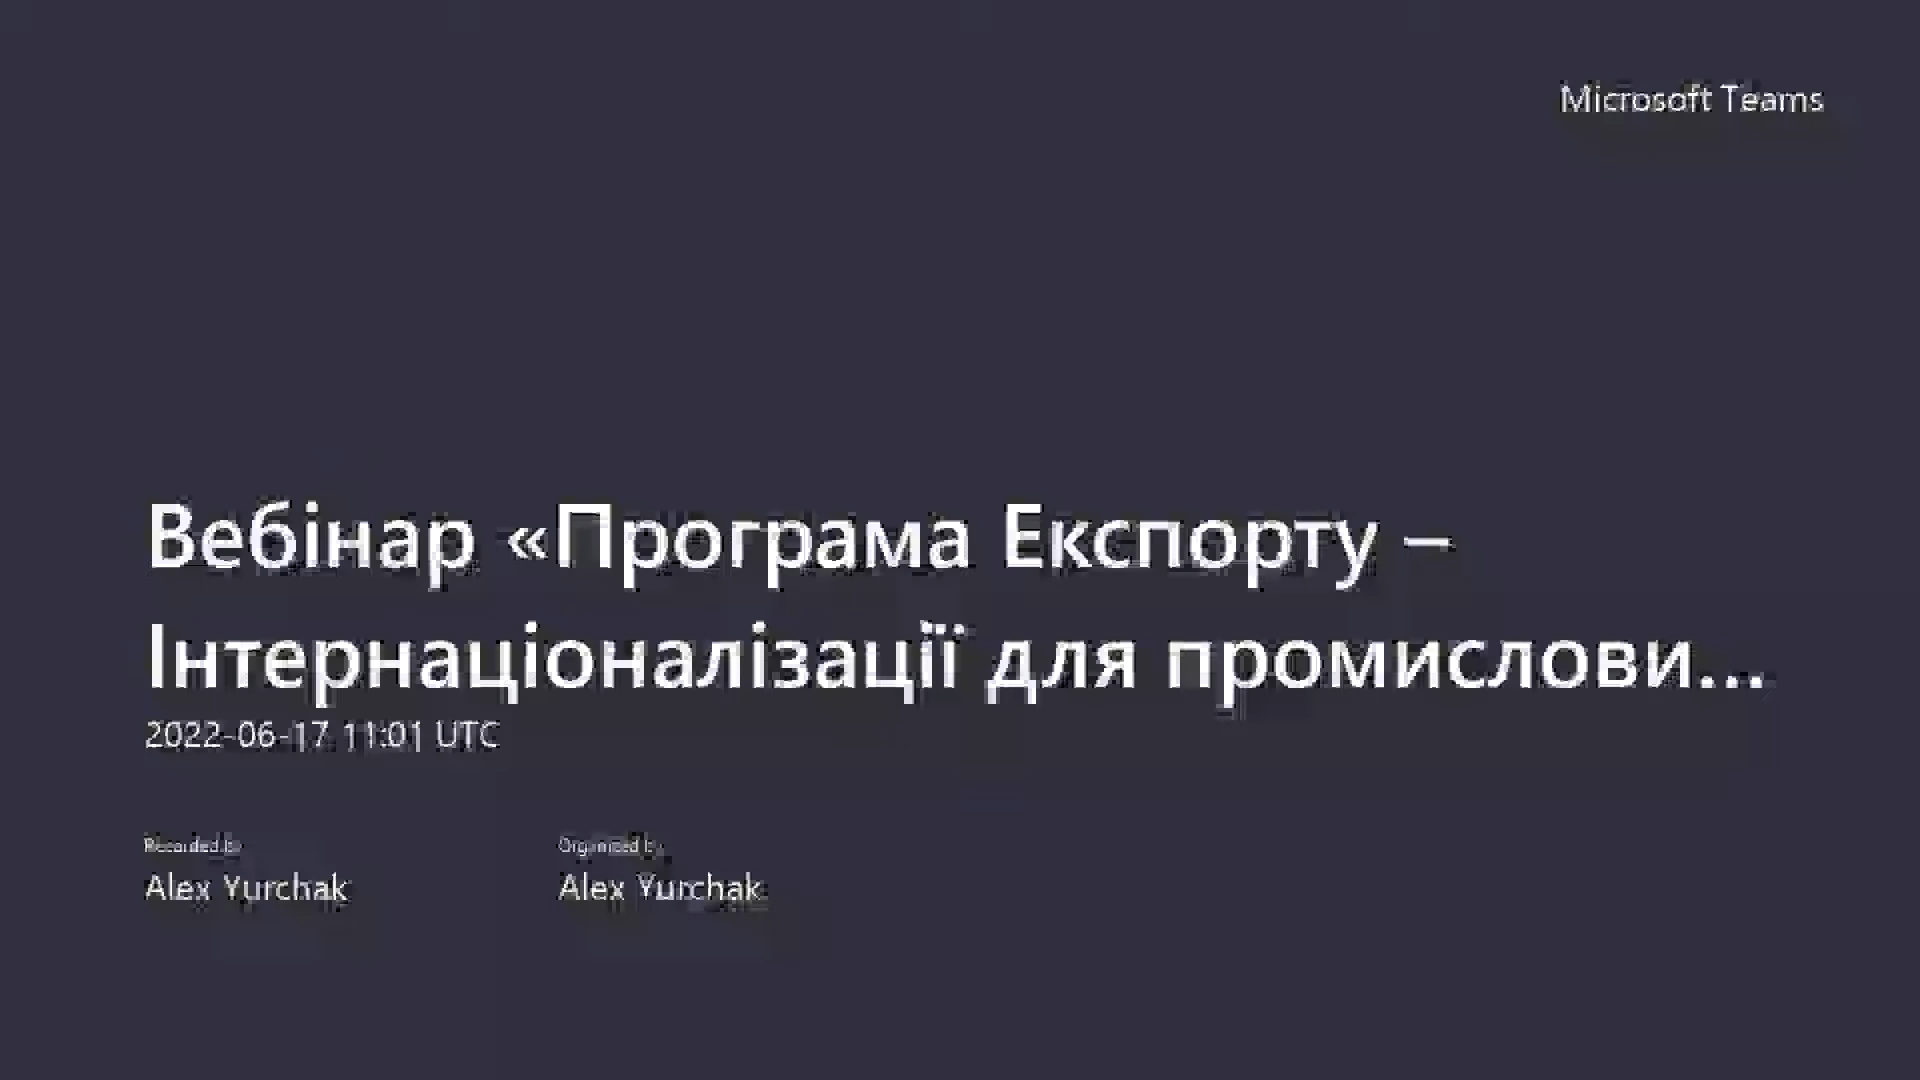 Microsoft Teams
Вебінар «Програма Експорту –
Інтернаціоналізації для промислови...
2022-06-17 11:01 UTC
Recorded by
Organized by
Alex Yurchak
Alex Yurchak